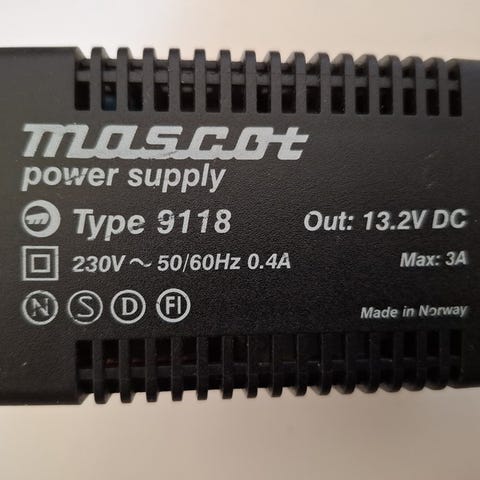 mascot
power supply
Type 9118 Out: 13.2V DC
230V ~ 50/60Hz 0.4A Max: 3A
N S D FI
Made in Norway